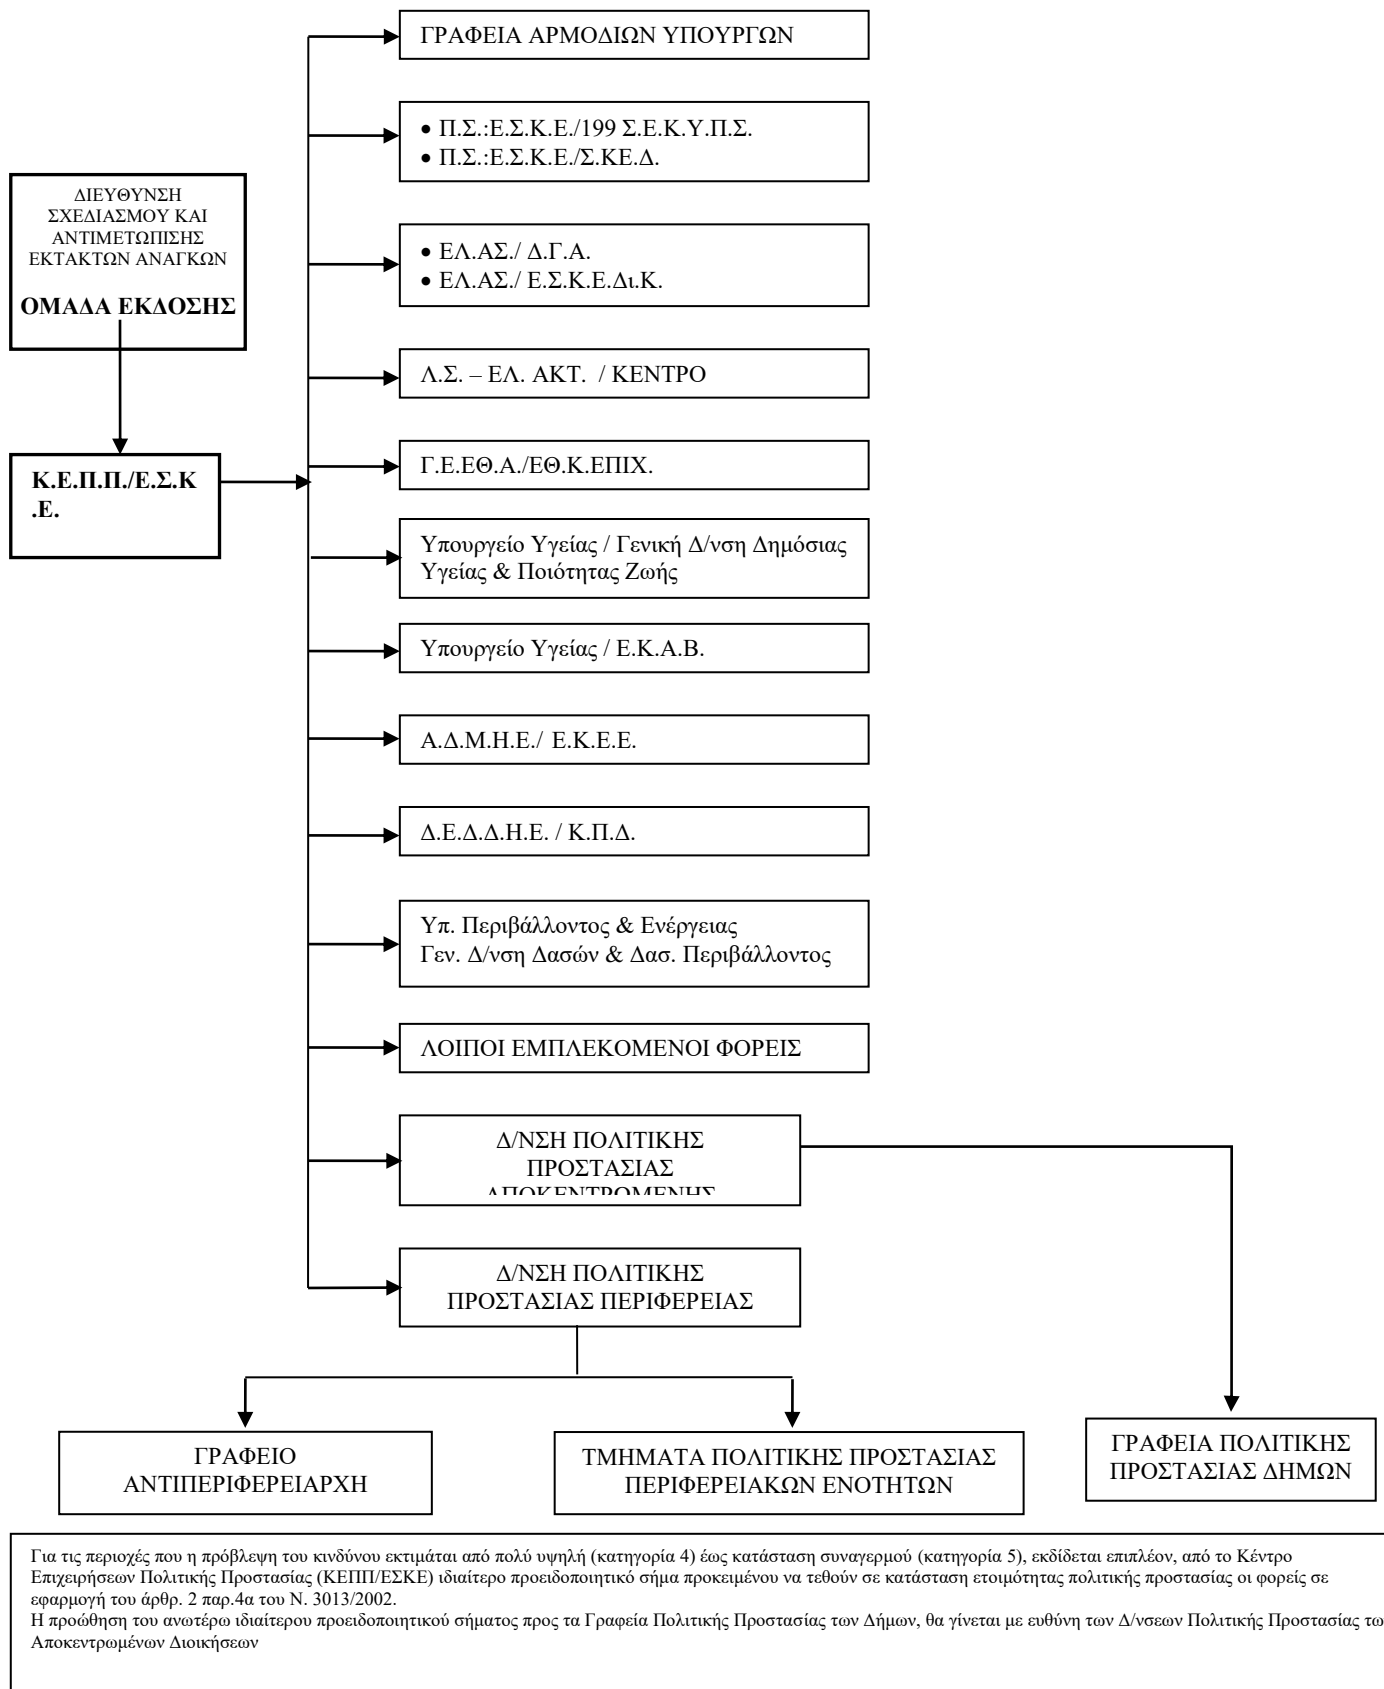 ΓΡΑΦΕΙΑ ΑΡΜΟΔΙΩΝ ΥΠΟΥΡΓΩΝ
• Π.Σ.:Ε.Σ.Κ.Ε./199 Σ.Ε.Κ.Υ.Π.Σ.
• Π.Σ.:Ε.Σ.Κ.Ε./Σ.ΚΕ.Δ.
ΔΙΕΥΘΥΝΣΗ
ΣΧΕΔΙΑΣΜΟΥ ΚΑΙ
ΑΝΤΙΜΕΤΩΠΙΣΗΣ
ΕΚΤΑΚΤΩΝ ΑΝΑΓΚΩΝ
ΟΜΑΔΑ ΕΚΔΟΣΗΣ
• ΕΛ.ΑΣ./ Δ.Γ.Α.
• ΕΛ.ΑΣ./ Ε.Σ.Κ.Ε.Δι.Κ.
Λ.Σ. – ΕΛ. ΑΚΤ. / ΚΕΝΤΡΟ
Κ.Ε.Π.Π./Ε.Σ.Κ
.Ε.
Γ.Ε.ΕΘ.Α./ΕΘ.Κ.ΕΠΙΧ.
Υπουργείο Υγείας / Γενική Δ/νση Δημόσιας
Υγείας & Ποιότητας Ζωής
Υπουργείο Υγείας / Ε.Κ.Α.Β.
Α.Δ.Μ.Η.Ε./ Ε.Κ.Ε.Ε.
Δ.Ε.Δ.Δ.Η.Ε. / Κ.Π.Δ.
Υπ. Περιβάλλοντος & Ενέργειας
Γεν. Δ/νση Δασών & Δασ. Περιβάλλοντος
ΛΟΙΠΟΙ ΕΜΠΛΕΚΟΜΕΝΟΙ ΦΟΡΕΙΣ
Δ/ΝΣΗ ΠΟΛΙΤΙΚΗΣ
ΠΡΟΣΤΑΣΙΑΣ
ΑΠΟΚΕΝΤΡΩΜΕΝΗΣ
Δ/ΝΣΗ ΠΟΛΙΤΙΚΗΣ
ΠΡΟΣΤΑΣΙΑΣ ΠΕΡΙΦΕΡΕΙΑΣ
ΓΡΑΦΕΙΟ
ΑΝΤΙΠΕΡΙΦΕΡΕΙΑΡΧΗ
ΤΜΗΜΑΤΑ ΠΟΛΙΤΙΚΗΣ ΠΡΟΣΤΑΣΙΑΣ
ΠΕΡΙΦΕΡΕΙΑΚΩΝ ΕΝΟΤΗΤΩΝ
ΓΡΑΦΕΙΑ ΠΟΛΙΤΙΚΗΣ
ΠΡΟΣΤΑΣΙΑΣ ΔΗΜΩΝ
Για τις περιοχές που η πρόβλεψη του κινδύνου εκτιμάται από πολύ υψηλή (κατηγορία 4) έως κατάσταση συναγερμού (κατηγορία 5), εκδίδεται επιπλέον, από το Κέντρο
Επιχειρήσεων Πολιτικής Προστασίας (ΚΕΠΠ/ΕΣΚΕ) ιδιαίτερο προειδοποιητικό σήμα προκειμένου να τεθούν σε κατάσταση ετοιμότητας πολιτικής προστασίας οι φορείς σε
εφαρμογή του άρθρ. 2 παρ.4α του Ν. 3013/2002.
Η προώθηση του ανωτέρω ιδιαίτερου προειδοποιητικού σήματος προς τα Γραφεία Πολιτικής Προστασίας των Δήμων, θα γίνεται με ευθύνη των Δ/νσεων Πολιτικής Προστασίας τω
Αποκεντρωμένων Διοικήσεων